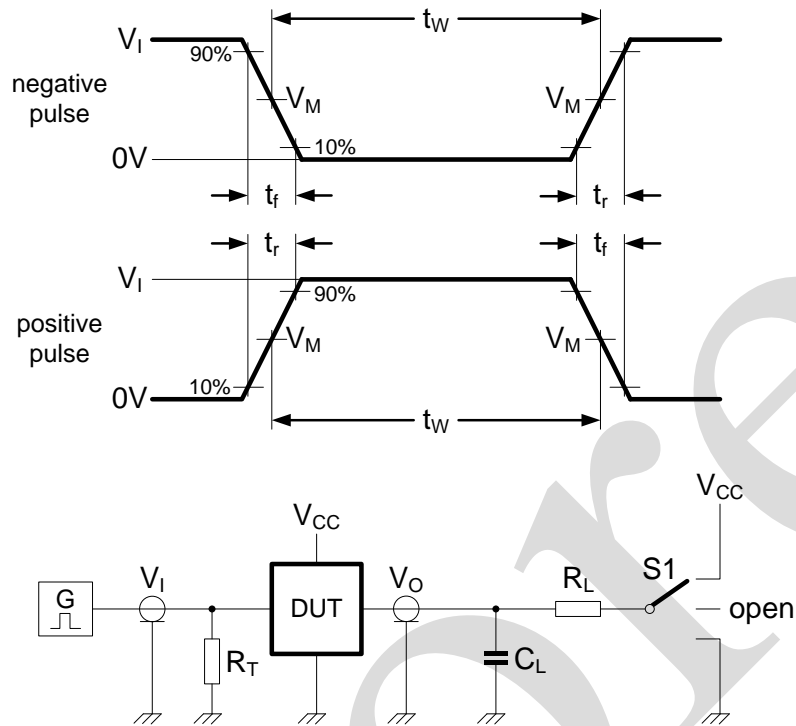 t_W
V_I
90%
negative
pulse
V_M
V_M
10%
0V
t_f
t_r
t_r
t_f
V_I
90%
positive
pulse
V_M
V_M
10%
0V
t_W
V_CC
V_CC
V_I
V_O
R_L
S1
G
DUT
open
R_T
C_L